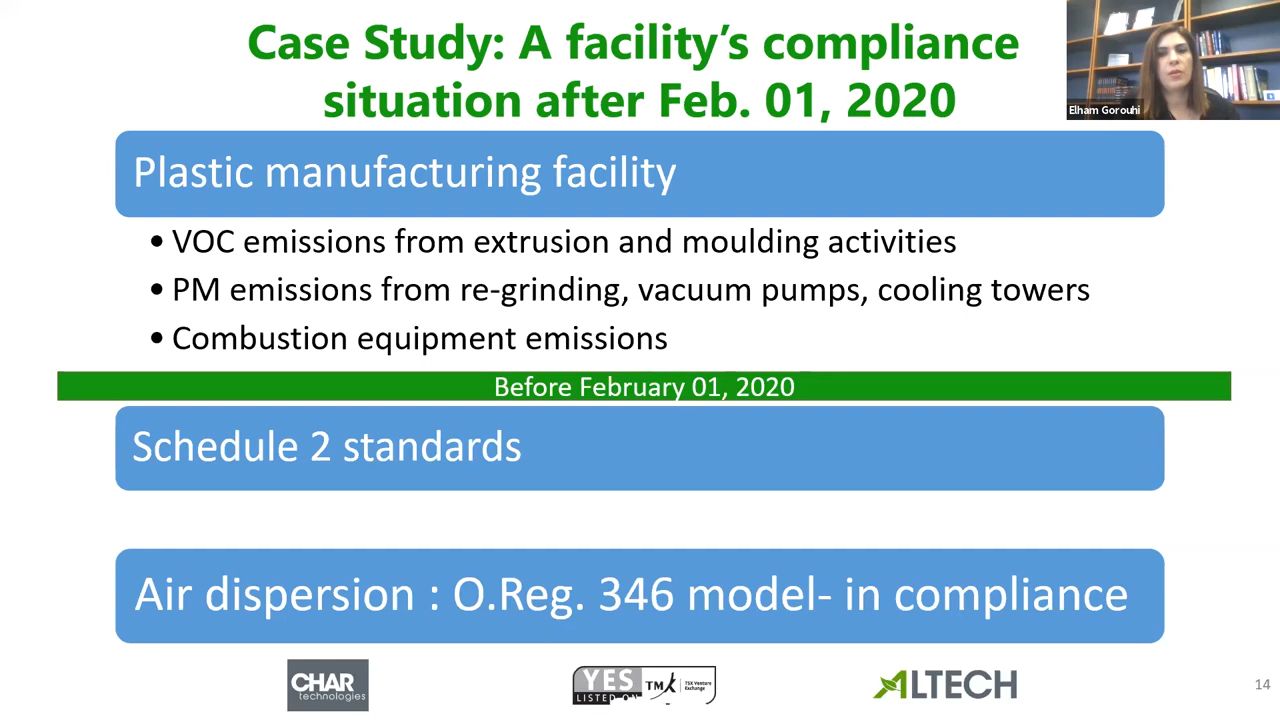 Case Study: A facility’s compliance
situation after Feb. 01, 2020
Elham Gorouhi
Plastic manufacturing facility
• VOC emissions from extrusion and moulding activities
• PM emissions from re-grinding, vacuum pumps, cooling towers
• Combustion equipment emissions
Before February 01, 2020
Schedule 2 standards
Air dispersion : O.Reg. 346 model- in compliance
CHAR
technologies
YES
LISTED ON
TMX
TSX Venture
Exchange
ALTECH
14